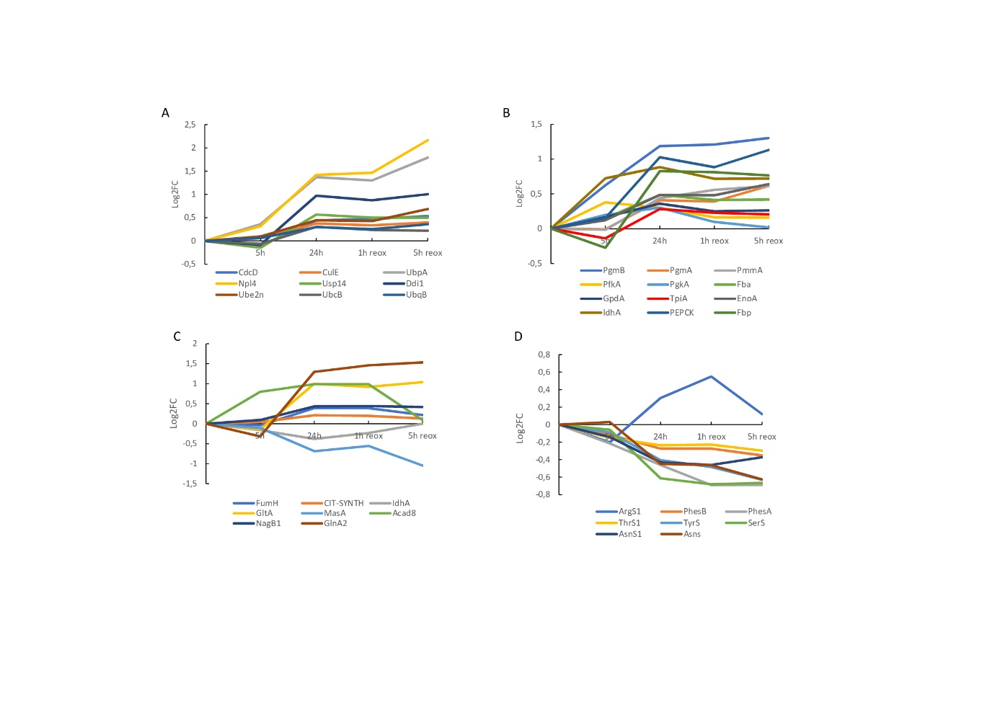 A
2,5
2
1,5
1
0,5
0
-0,5
Log2FC
5h 24h 1h reox 5h reox
CdcD CulE UbpA
Npl4 Usp14 Ddi1
Ube2n UbcB UbqB
B
1,5
1
0,5
0
-0,5
Log2FC
5h 24h 1h reox 5h reox
PgmB PgmA PmmA
PfkA PgkA Fba
GpdA TpiA EnoA
IdhA PEPCK Fbp
C
2
1,5
1
0,5
0
-0,5
-1
-1,5
Log2FC
5h 24h 1h reox 5h reox
FumH CIT-SYNTH IdhA
GltA MasA Acad8
NagB1 GlnA2
D
0,8
0,6
0,4
0,2
0
-0,2
-0,4
-0,6
-0,8
Log2FC
5h 24h 1h reox 5h reox
ArgS1 PhesB PhesA
ThrS1 TyrS SerS
AsnS1 Asns